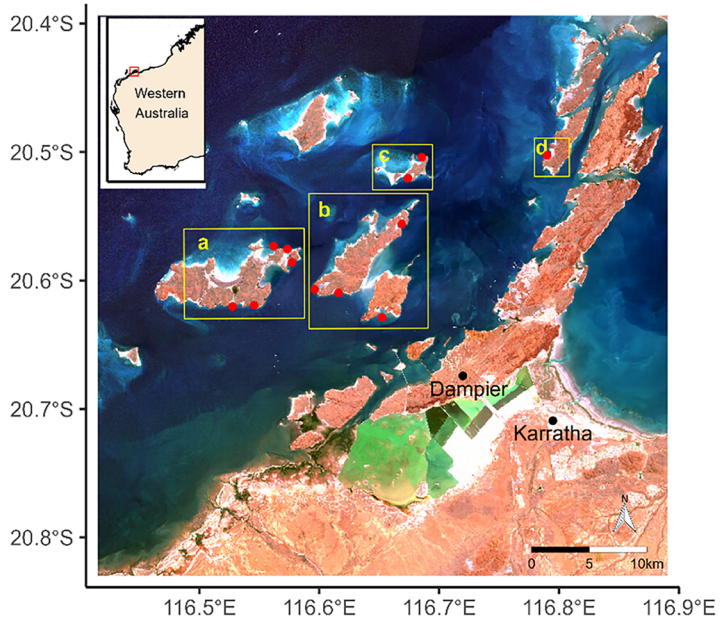 20.4°S
20.5°S
20.6°S
20.7°S
20.8°S
Western
Australia
c
d
b
a
Dampier
Karratha
N
0 5 10km
116.5°E 116.6°E 116.7°E 116.8°E 116.9°E